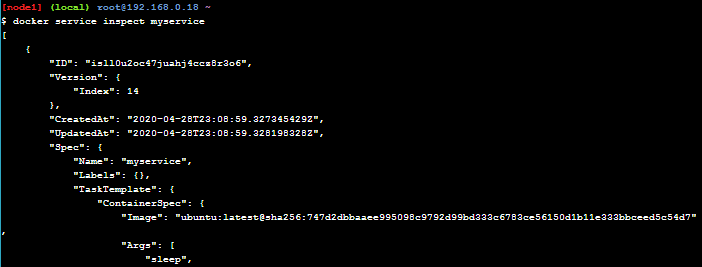 [node1] (local) root@192.168.0.18 ~
$ docker service inspect myservice
[
    {
        "ID": "isll0u2oc47juahj4ccz8r3o6",
        "Version": {
            "Index": 14
        },
        "CreatedAt": "2020-04-28T23:08:59.327345429Z",
        "UpdatedAt": "2020-04-28T23:08:59.328198328Z",
        "Spec": {
            "Name": "myservice",
            "Labels": {},
            "TaskTemplate": {
                "ContainerSpec": {
                    "Image": "ubuntu:latest@sha256:747d2dbbaaee995098c9792d99bd333c6783ce56150d1b11e333bbceed5c54d7"
,
                    "Args": [
                        "sleep",